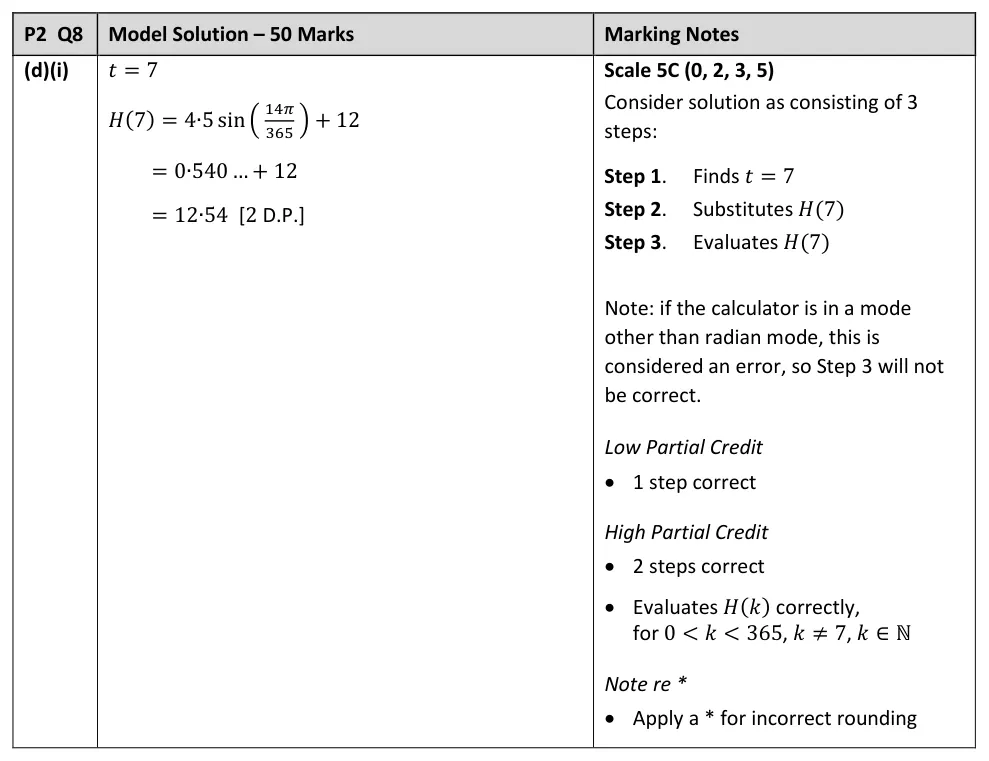 P2 Q8
Model Solution – 50 Marks
Marking Notes
(d)(i)
𝑡 = 7
𝐻(7) = 4·5 sin(14𝜋/365) + 12
= 0·540 … + 12
= 12·54 [2 D.P.]
Scale 5C (0, 2, 3, 5)
Consider solution as consisting of 3
steps:
Step 1. Finds 𝑡 = 7
Step 2. Substitutes 𝐻(7)
Step 3. Evaluates 𝐻(7)
Note: if the calculator is in a mode
other than radian mode, this is
considered an error, so Step 3 will not
be correct.
Low Partial Credit
• 1 step correct
High Partial Credit
• 2 steps correct
• Evaluates 𝐻(𝑘) correctly,
for 0 < 𝑘 < 365, 𝑘 ≠ 7, 𝑘 ∈ ℕ
Note re *
• Apply a * for incorrect rounding